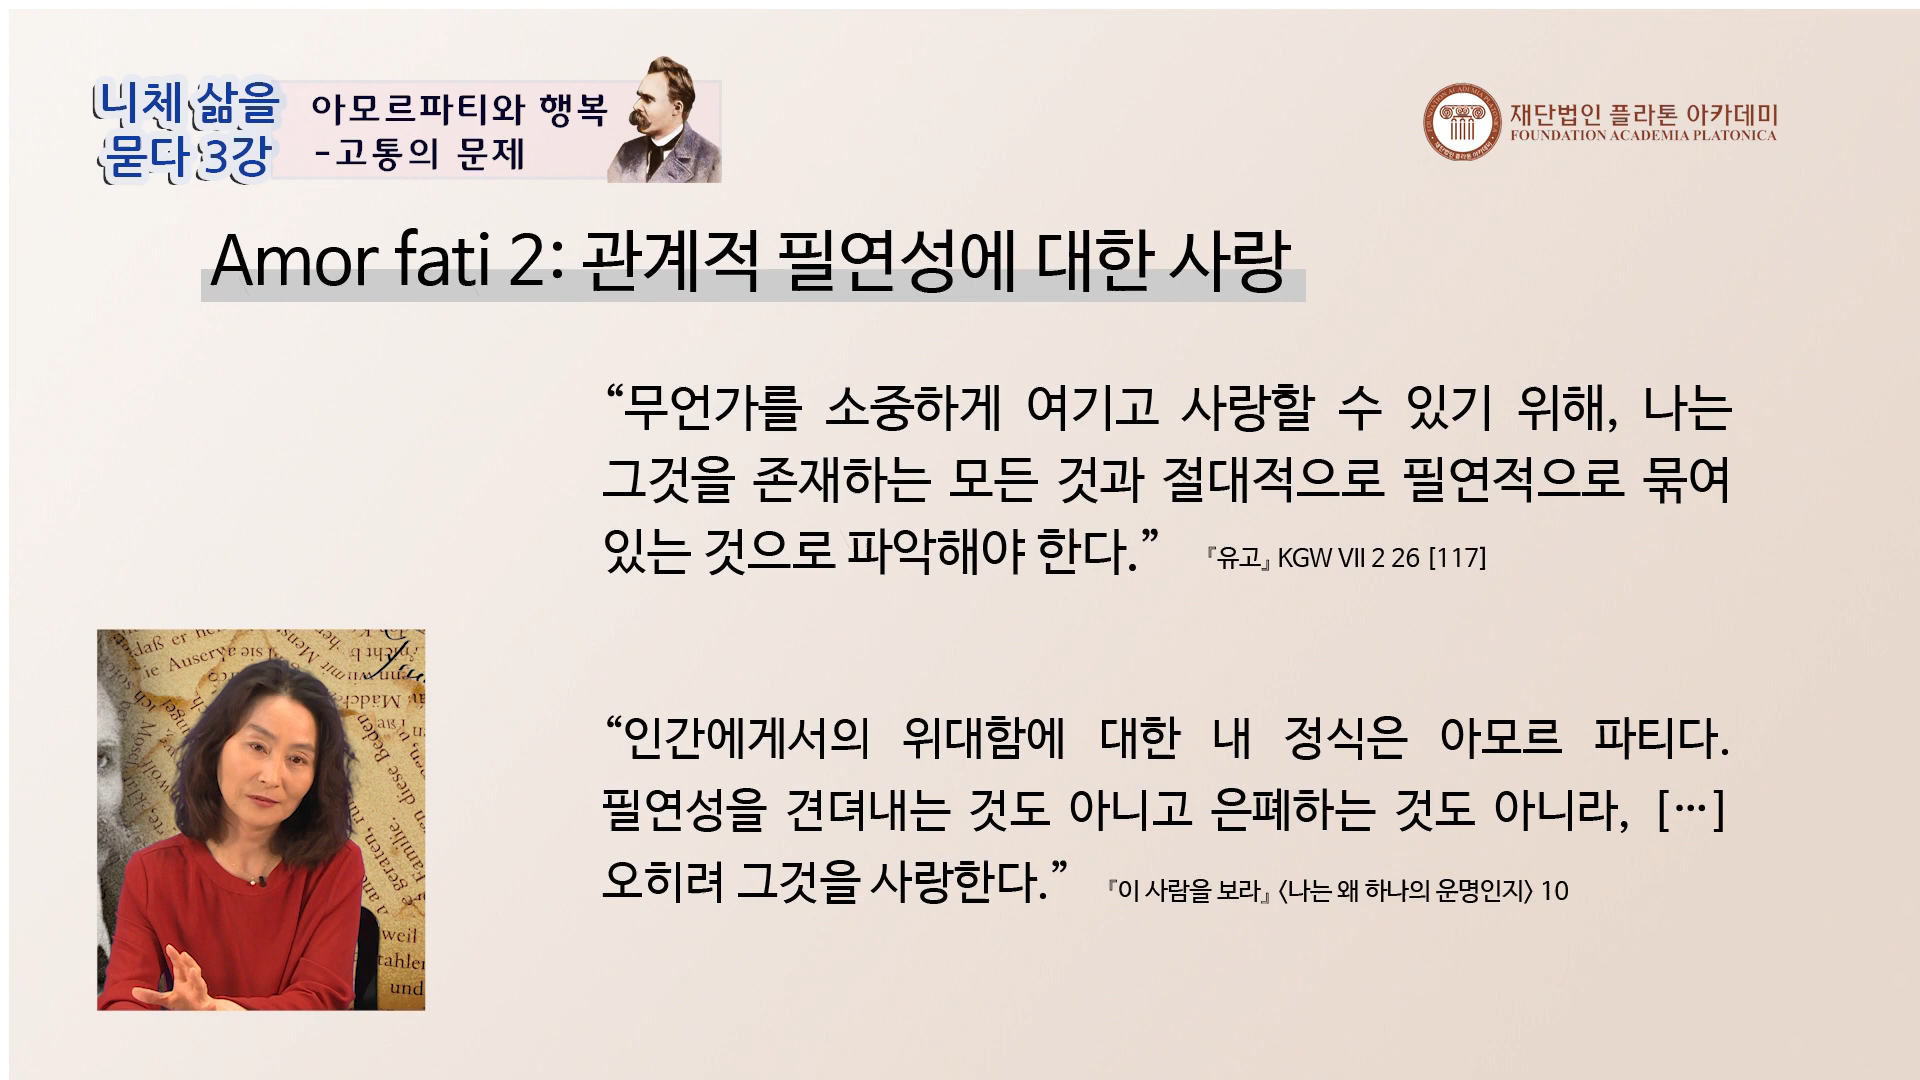 니체 삶을
묻다 3강
아모르파티와 행복
-고통의 문제
재단법인 플라톤 아카데미
FOUNDATION ACADEMIA PLATONICA
Amor fati 2: 관계적 필연성에 대한 사랑
“무언가를 소중하게 여기고 사랑할 수 있기 위해, 나는
그것을 존재하는 모든 것과 절대적으로 필연적으로 묶여
있는 것으로 파악해야 한다.” 『유고』 KGW VII 2 26 [117]
“인간에게서의 위대함에 대한 내 정식은 아모르 파티다.
필연성을 견뎌내는 것도 아니고 은폐하는 것도 아니라, […]
오히려 그것을 사랑한다.” 『이 사람을 보라』 〈나는 왜 하나의 운명인지〉 10
daß er
ie
diese Beden
Familie.
geraten,
weil
und